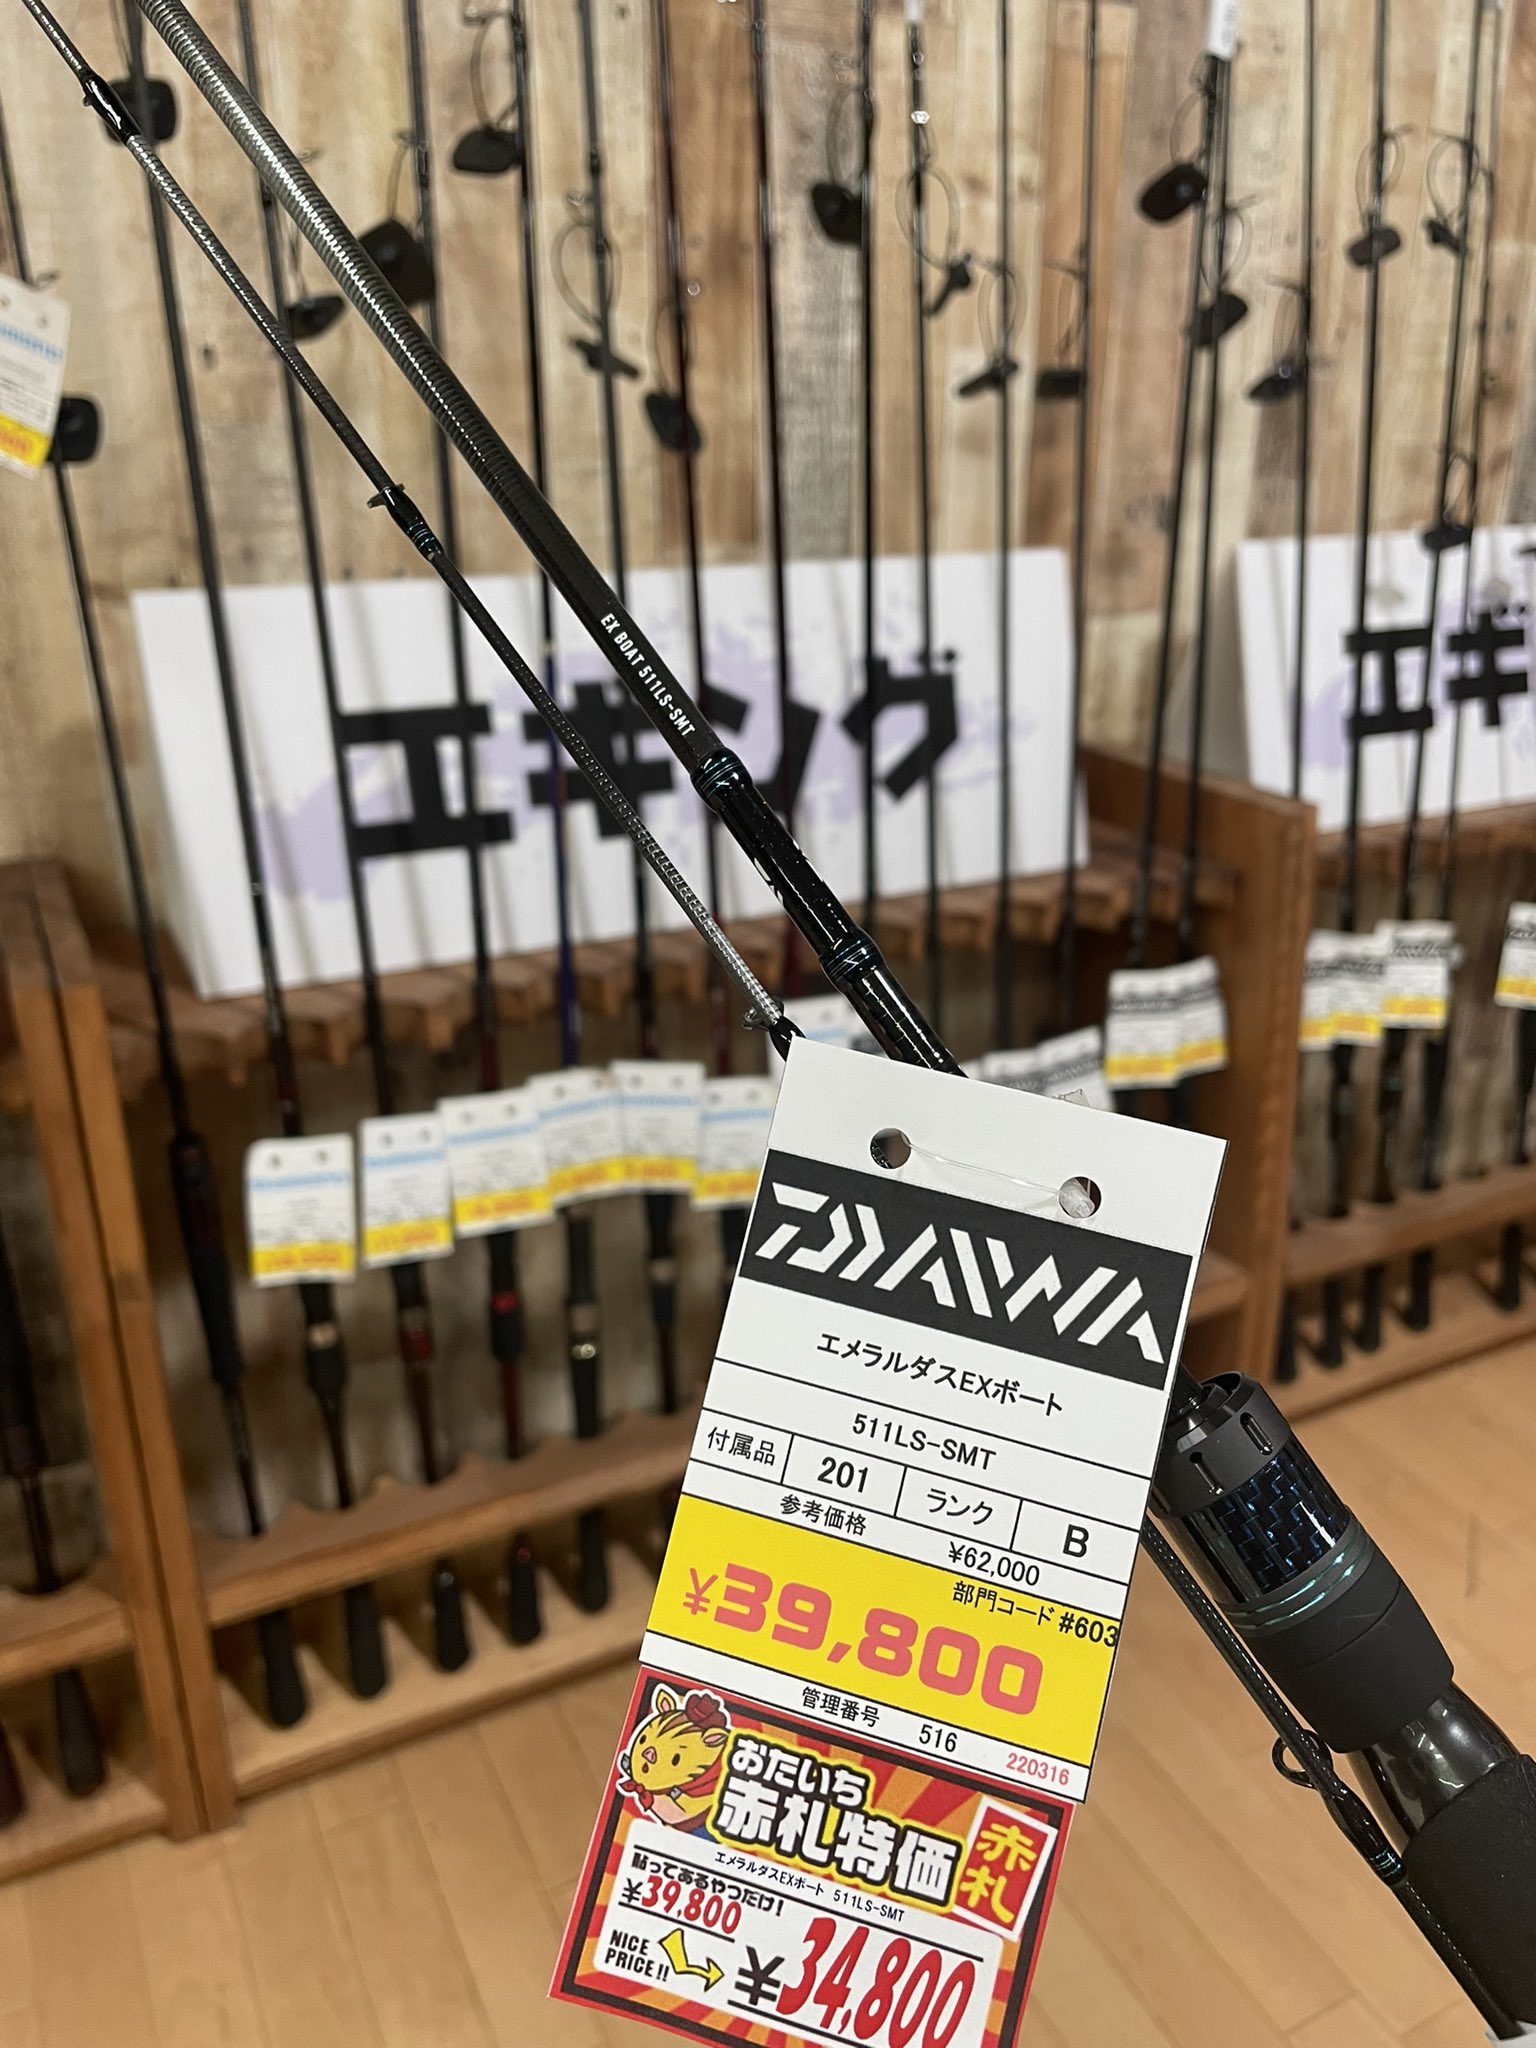 EX BOAT 511LS-SMT
エギング
エギ
DAIWA
エメラルダスEXボート
511LS-SMT
付属品 201 ランク B
参考価格 ¥62,000
部門コード #603
¥39,800
管理番号 516 220316
おたいち
赤札特価
赤札
エメラルダスEXボート 511LS-SMT
貼ってあるやつだけ!
¥39,800
NICE
PRICE!!
¥34,800